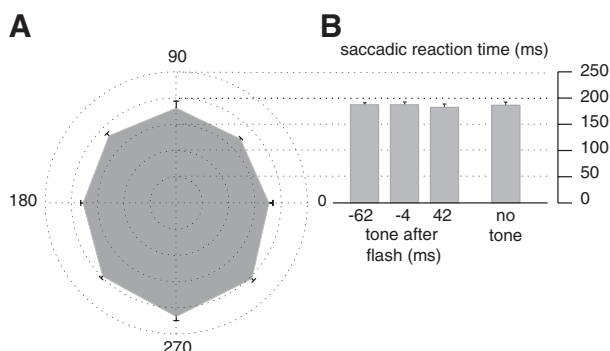 A
B
saccadic reaction time (ms)
90
250
200
150
100
50
0
180
0
-62 -4 42 no
tone after tone
flash (ms)
270